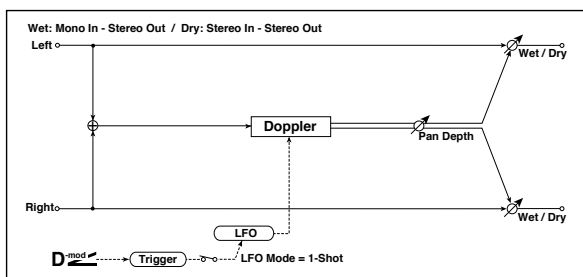 Wet: Mono In - Stereo Out / Dry: Stereo In - Stereo Out
Left
Wet / Dry
Doppler
Pan Depth
Right
Wet / Dry
LFO
D-mod
Trigger
LFO Mode = 1-Shot